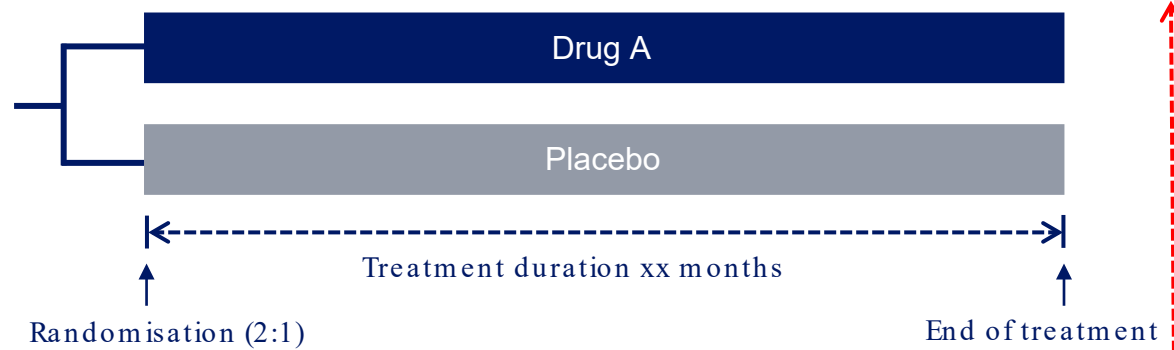 Drug A
Placebo
Treatment duration xx months
Randomisation (2:1)
End of treatment